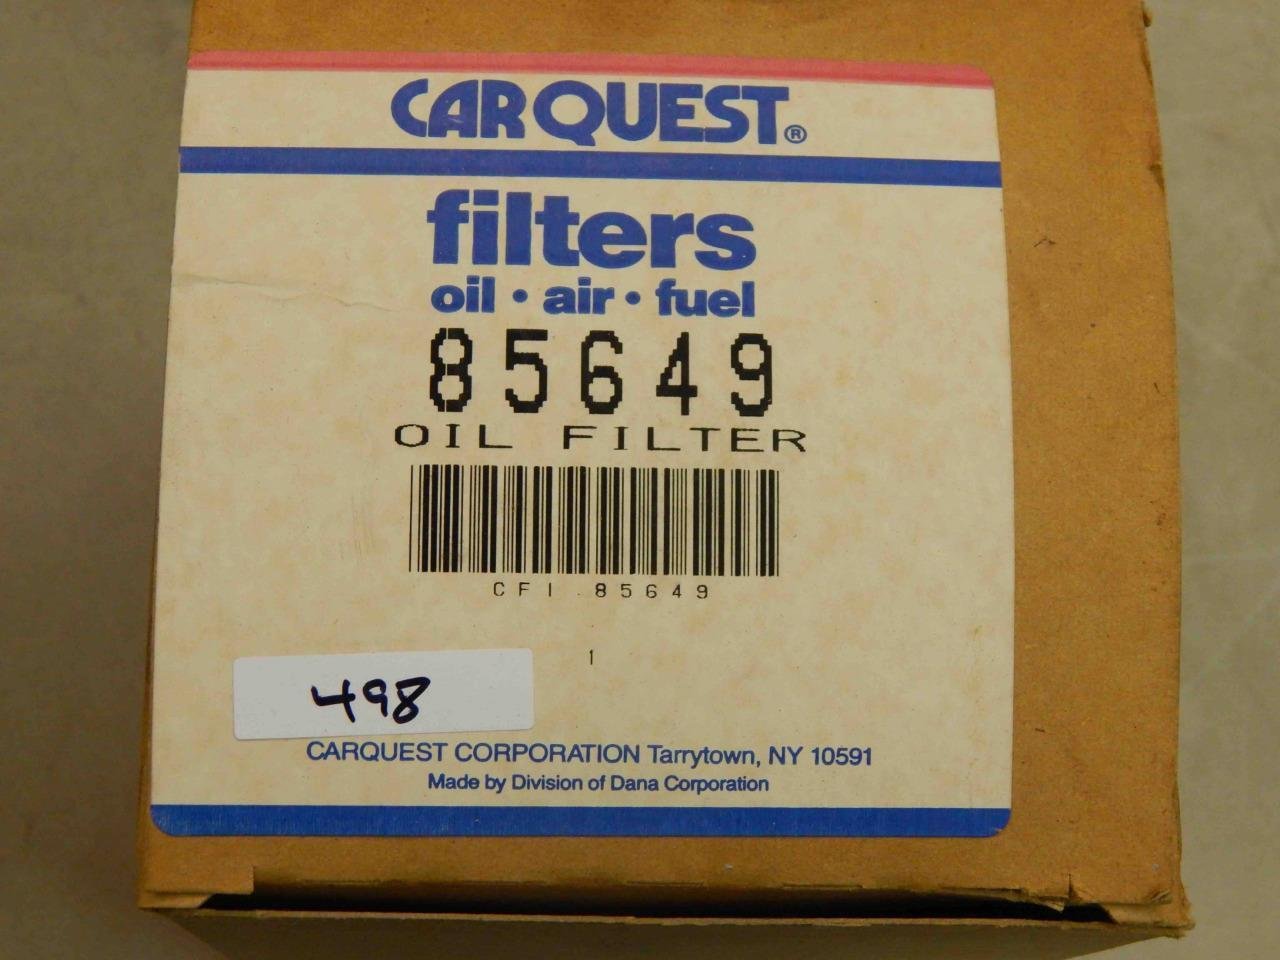 CARQUEST®
filters
oil • air • fuel
85649
OIL FILTER
CFI 85649
1
498
CARQUEST CORPORATION Tarrytown, NY 10591
Made by Division of Dana Corporation